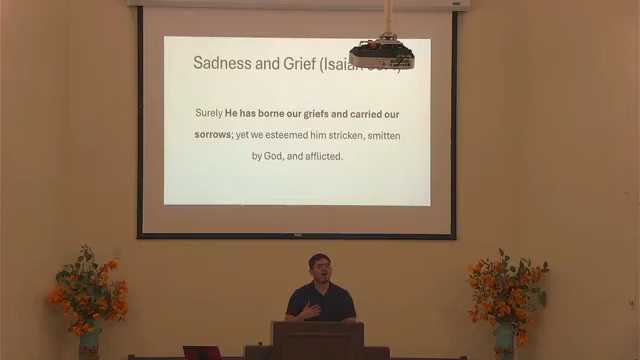 Sadness and Grief (Isaiah
Surely He has borne our griefs and carried our
sorrows; yet we esteemed him stricken, smitten
by God, and afflicted.